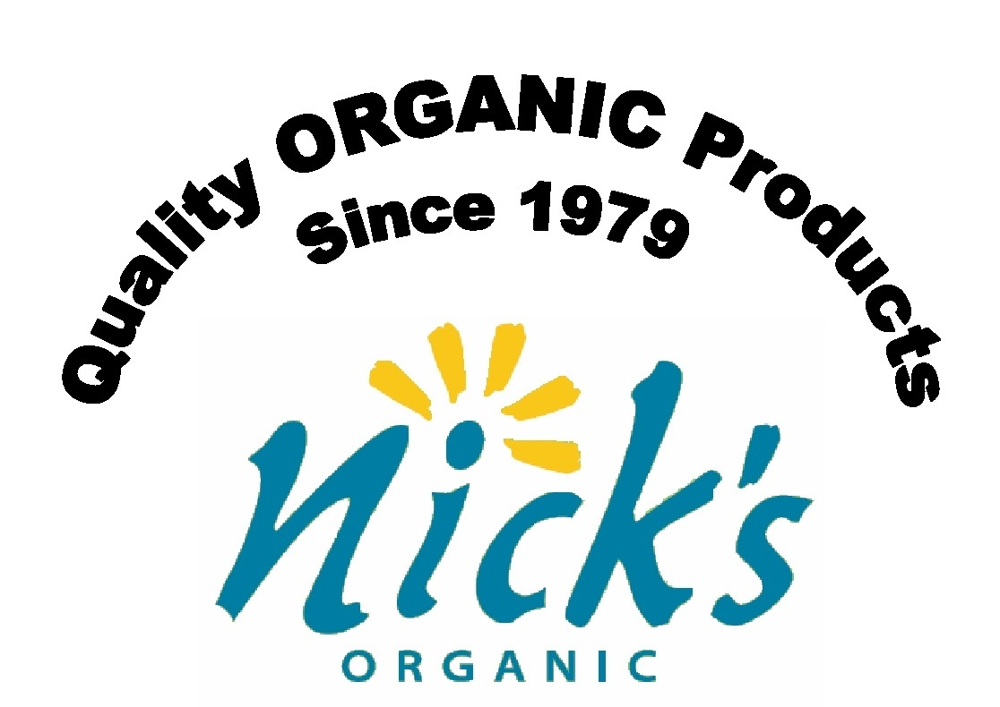 Quality ORGANIC Products
Since 1979
nick's
ORGANIC